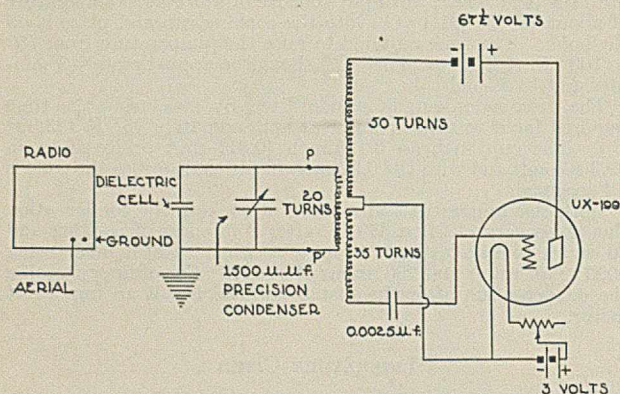 67½ VOLTS
- +
50 TURNS
RADIO
P
DIELECTRIC
CELL
20
TURNS
UX-199
GROUND
P'
35 TURNS
AERIAL
1500 µ.µ.f.
PRECISION
CONDENSER
0.0025µ.f.
- +
3 VOLTS